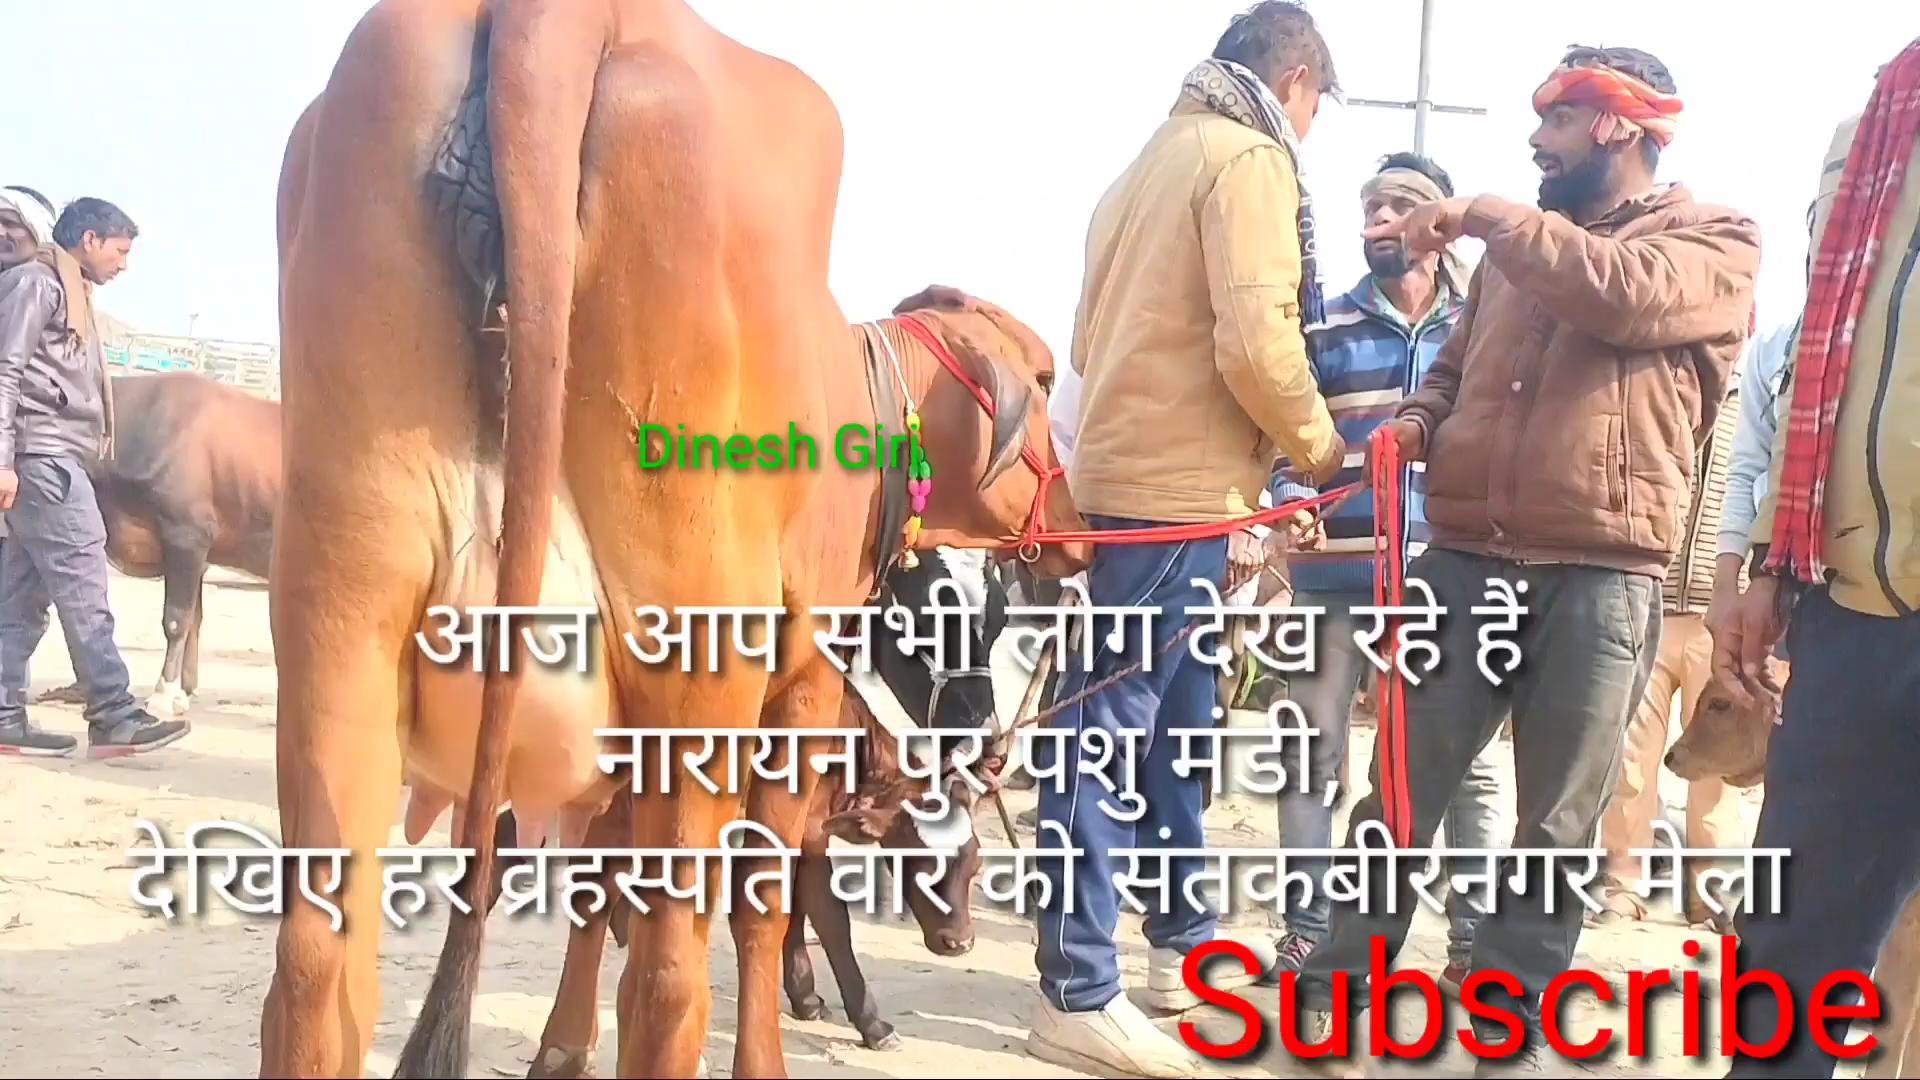 Dinesh Giri
आज आप सभी लोग देख रहे हैं
नारायन पुर पशु मंडी,
देखिए हर व्रहस्पति वार को संतकबीरनगर मेला
Subscribe